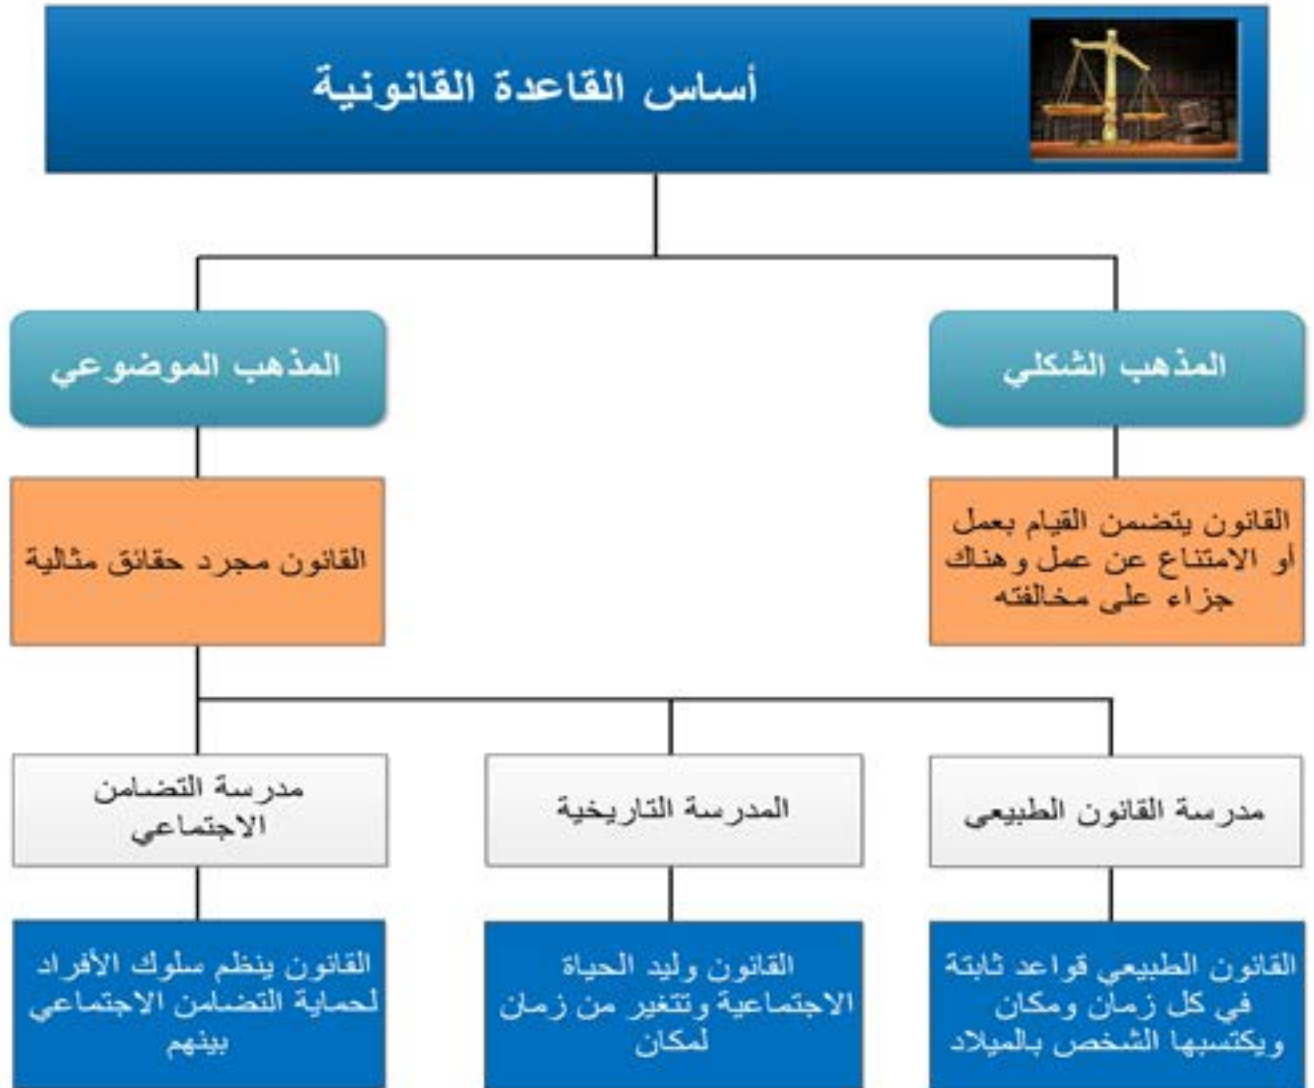 أساس القاعدة القانونية
المذهب الشكلي
المذهب الموضوعي
القانون يتضمن القيام بعمل
أو الامتناع عن عمل وهناك
جزاء على مخالفته
القانون مجرد حقائق مثالية
مدرسة القانون الطبيعى
المدرسة التاريخية
مدرسة التضامن
الاجتماعي
القانون الطبيعي قواعد ثابتة
في كل زمان ومكان
ويكتسبها الشخص بالميلاد
القانون وليد الحياة
الاجتماعية وتتغير من زمان
لمكان
القانون ينظم سلوك الأفراد
لحماية التضامن الاجتماعي
بينهم